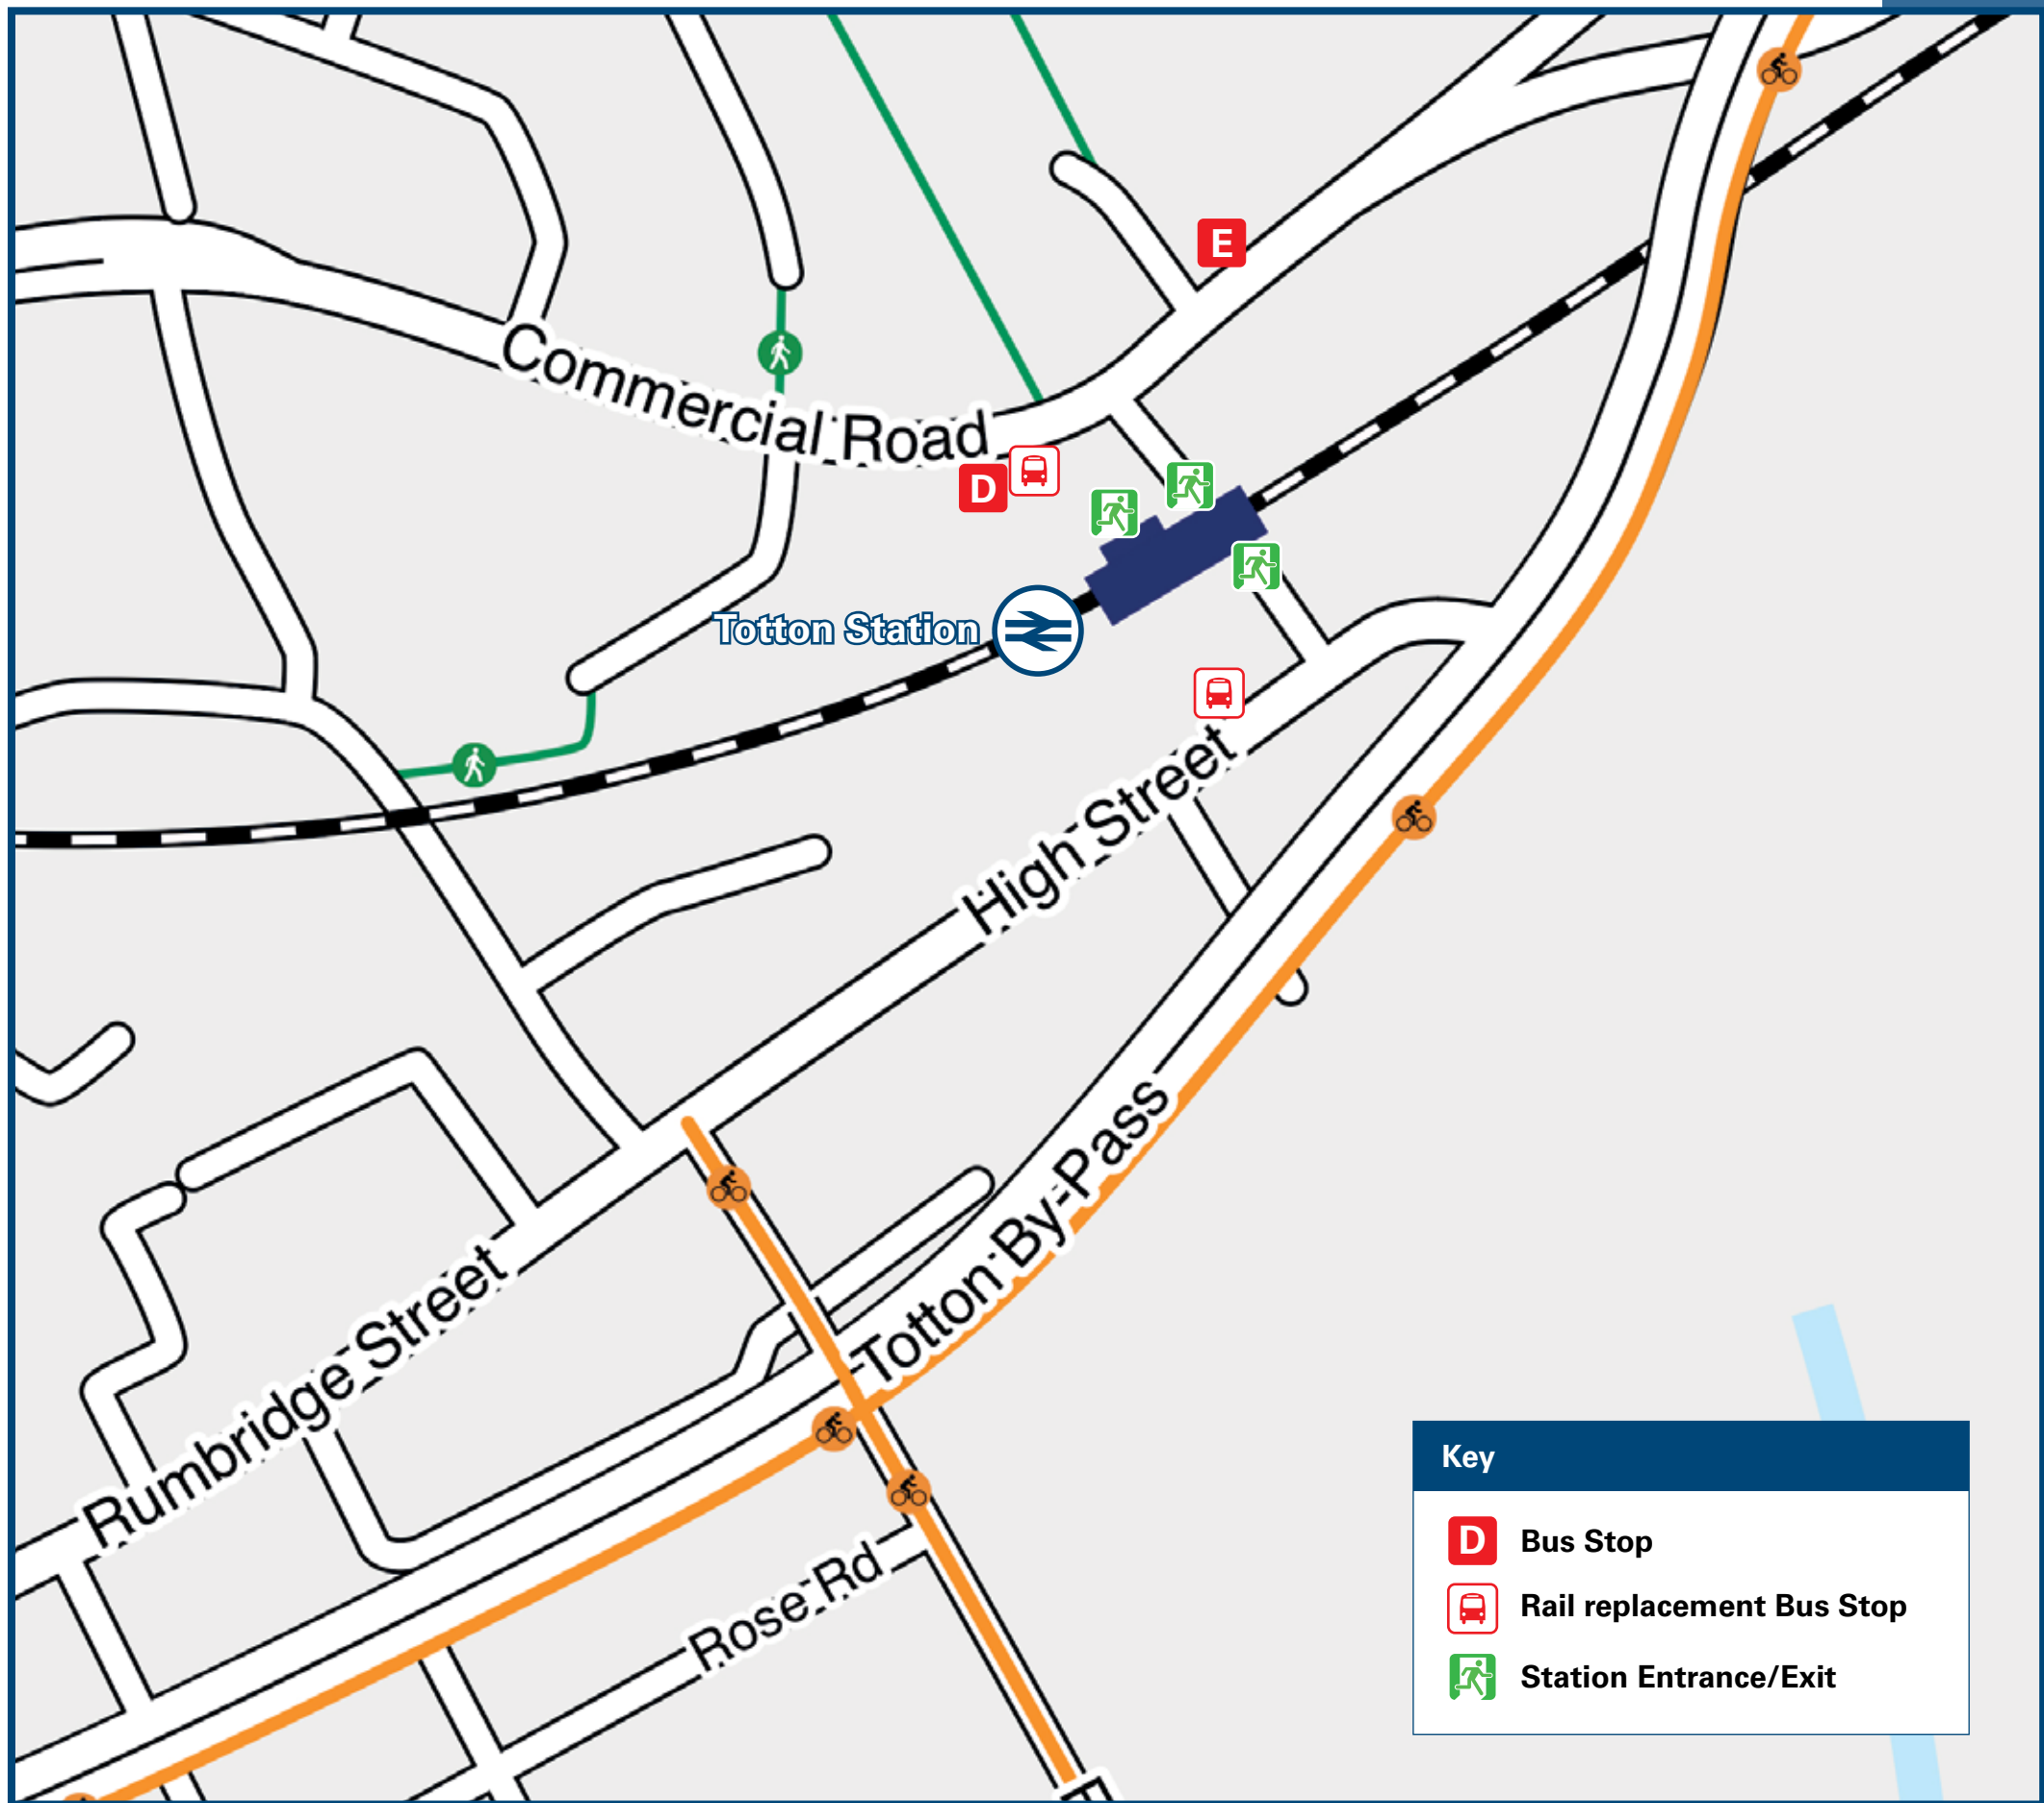 E
Commercial Road
D
Totton Station
High Street
Totton By-Pass
Rumbridge Street
Rose Rd
Key
D Bus Stop
Rail replacement Bus Stop
Station Entrance/Exit